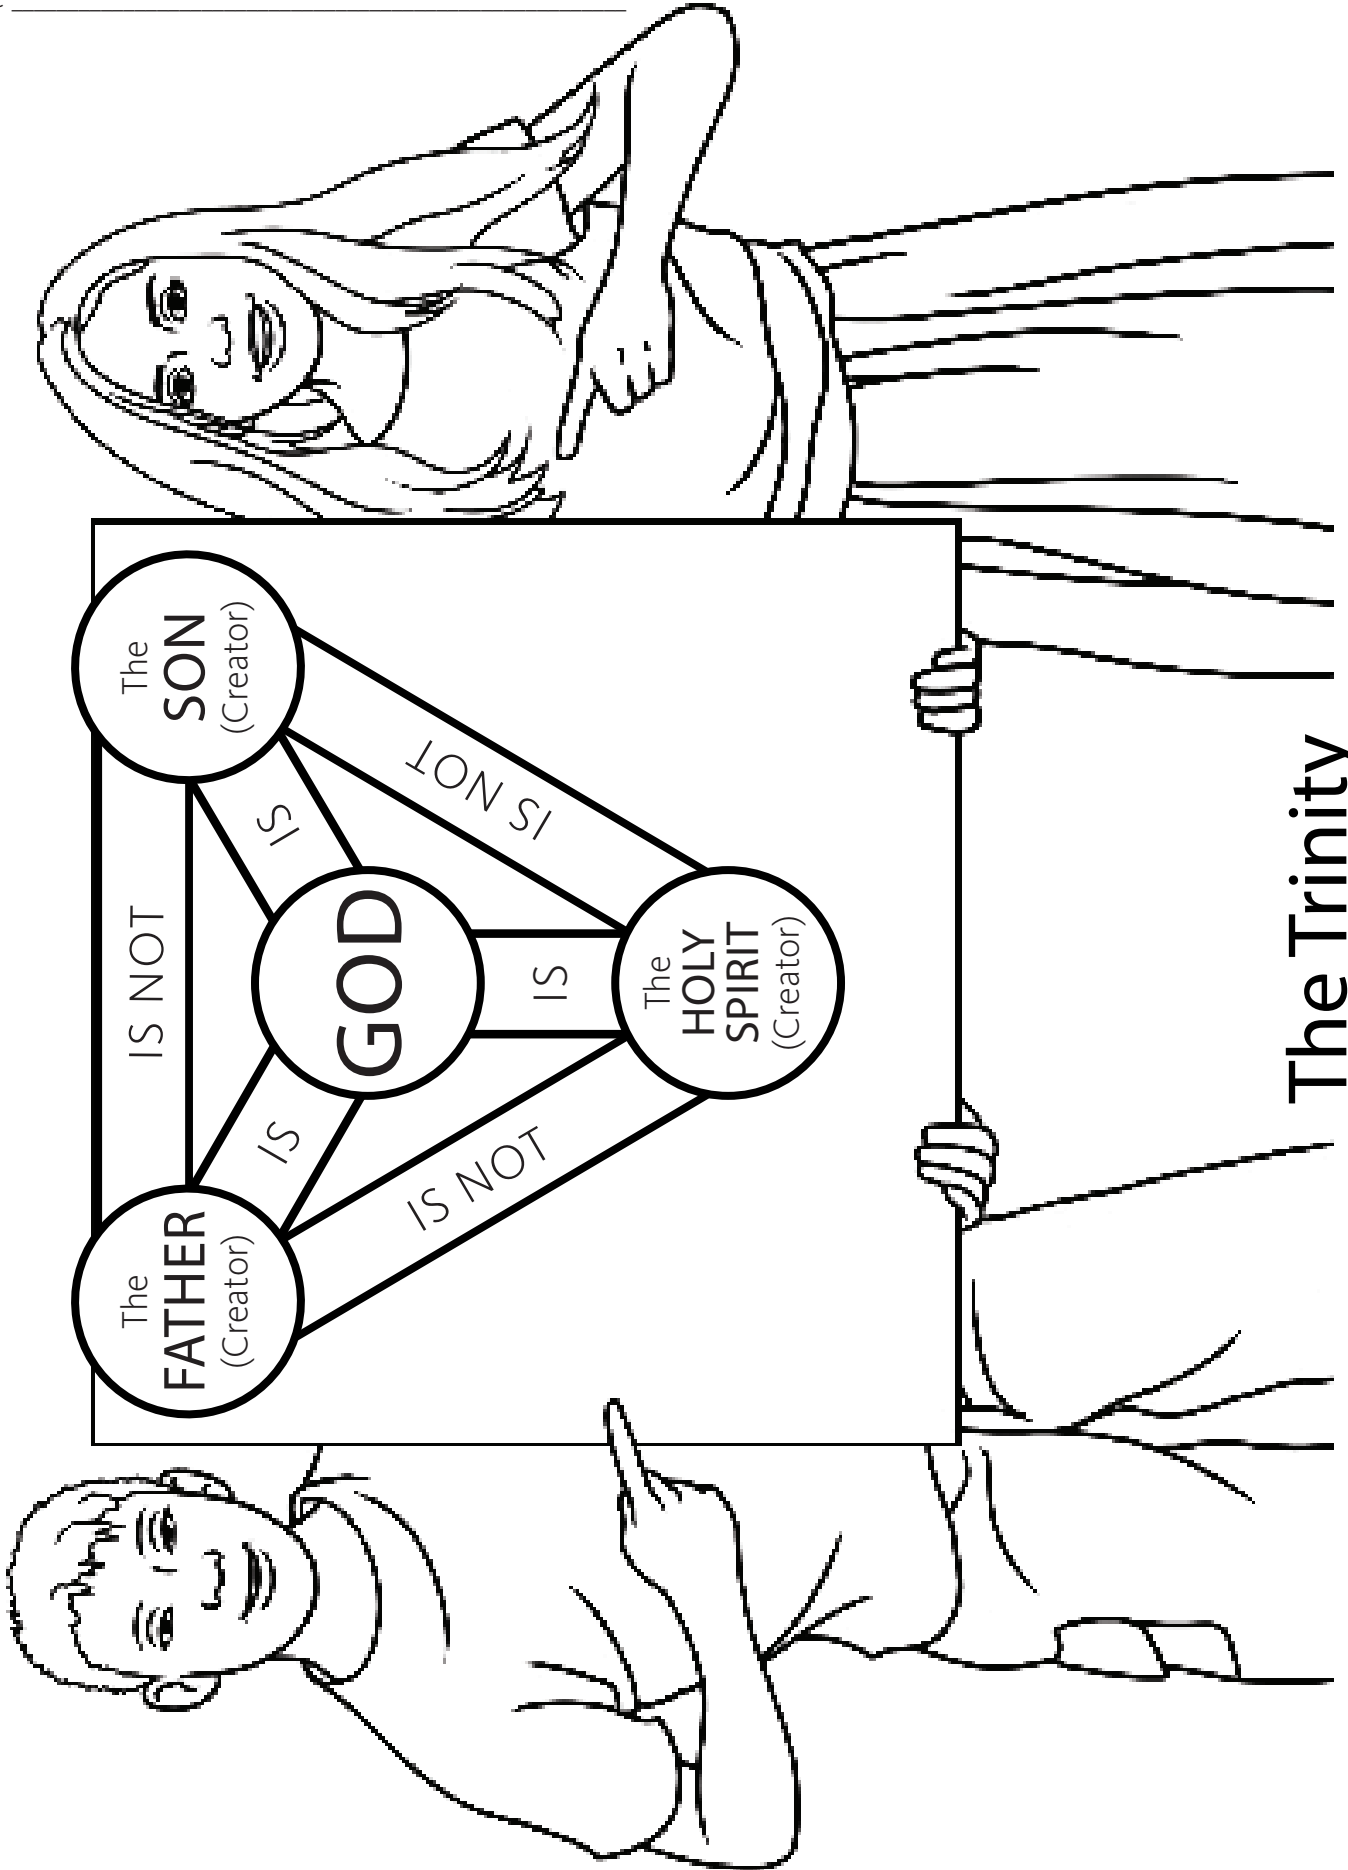 The
FATHER
(Creator)
IS NOT
The
SON
(Creator)
IS
IS
GOD
IS NOT
IS NOT
IS
The
HOLY
SPIRIT
(Creator)
The Trinity